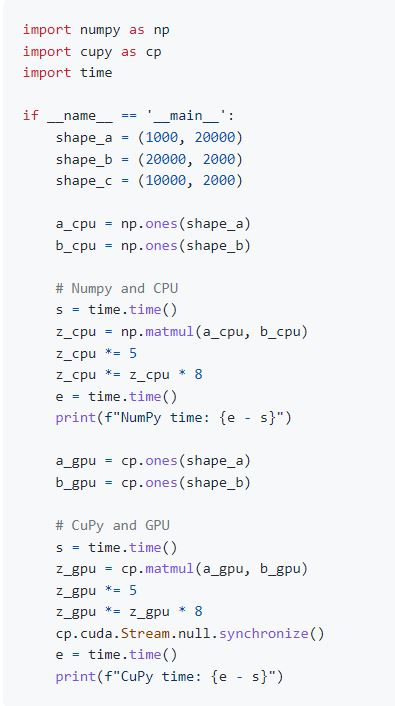 import numpy as np
import cupy as cp
import time

if __name__ == '__main__':
    shape_a = (1000, 20000)
    shape_b = (20000, 2000)
    shape_c = (10000, 2000)

    a_cpu = np.ones(shape_a)
    b_cpu = np.ones(shape_b)

    # Numpy and CPU
    s = time.time()
    z_cpu = np.matmul(a_cpu, b_cpu)
    z_cpu *= 5
    z_cpu *= z_cpu * 8
    e = time.time()
    print(f"NumPy time: {e - s}")

    a_gpu = cp.ones(shape_a)
    b_gpu = cp.ones(shape_b)

    # CuPy and GPU
    s = time.time()
    z_gpu = cp.matmul(a_gpu, b_gpu)
    z_gpu *= 5
    z_gpu *= z_gpu * 8
    cp.cuda.Stream.null.synchronize()
    e = time.time()
    print(f"CuPy time: {e - s}")